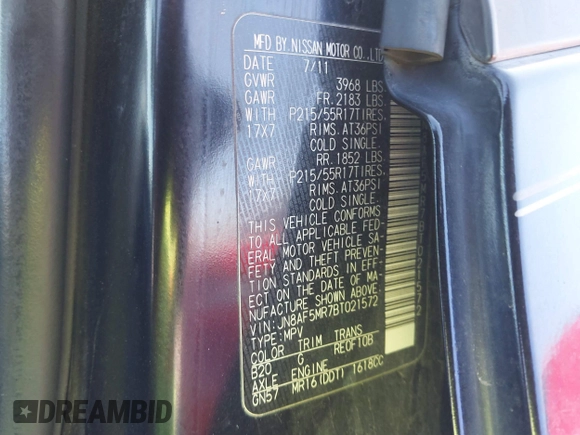 MFD BY NISSAN MOTOR CO.,LTD
DATE 7/11
GVWR 3968 LBS
GAWR FR. 2183 LBS.
WITH P215/55R17TIRES.
17X7 RIMS. AT36PSI
COLD SINGLE.
GAWR RR. 1852 LBS.
WITH P215/55R17TIRES.
17X7 RIMS. AT36PSI
COLD SINGLE.
THIS VEHICLE CONFORMS
TO ALL APPLICABLE FED-
ERAL MOTOR VEHICLE SA-
FETY AND THEFT PREVEN-
TION STANDARDS IN EFF-
ECT ON THE DATE OF MA-
NUFACTURE SHOWN ABOVE.
VIN: JN8AF5MR7BT021572
TYPE: MPV
COLOR TRIM TRANS
B20 G RE0F10B
AXLE ENGINE
GN57 MR16(DDT) 1618CC
DREAMBID